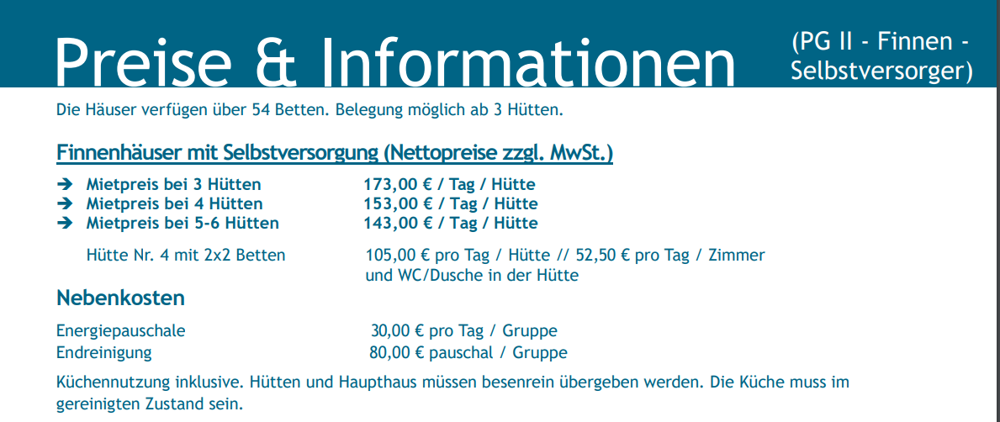 Preise & Informationen
(PG II - Finnen -
Selbstversorger)
Die Häuser verfügen über 54 Betten. Belegung möglich ab 3 Hütten.
Finnenhäuser mit Selbstversorgung (Nettopreise zzgl. MwSt.)
➔ Mietpreis bei 3 Hütten 173,00 € / Tag / Hütte
➔ Mietpreis bei 4 Hütten 153,00 € / Tag / Hütte
➔ Mietpreis bei 5-6 Hütten 143,00 € / Tag / Hütte
Hütte Nr. 4 mit 2x2 Betten 105,00 € pro Tag / Hütte // 52,50 € pro Tag / Zimmer
und WC/Dusche in der Hütte
Nebenkosten
Energiepauschale 30,00 € pro Tag / Gruppe
Endreinigung 80,00 € pauschal / Gruppe
Küchennutzung inklusive. Hütten und Haupthaus müssen besenrein übergeben werden. Die Küche muss im
gereinigten Zustand sein.